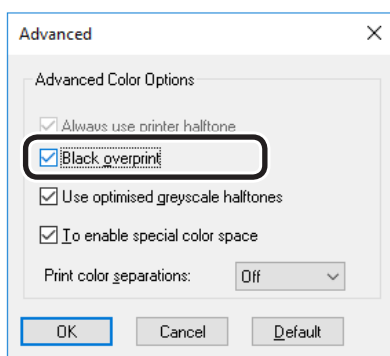 Advanced
Advanced Color Options
Always use printer halftone
Black overprint
Use optimised greyscale halftones
To enable special color space
Print color separations: Off
OK Cancel Default